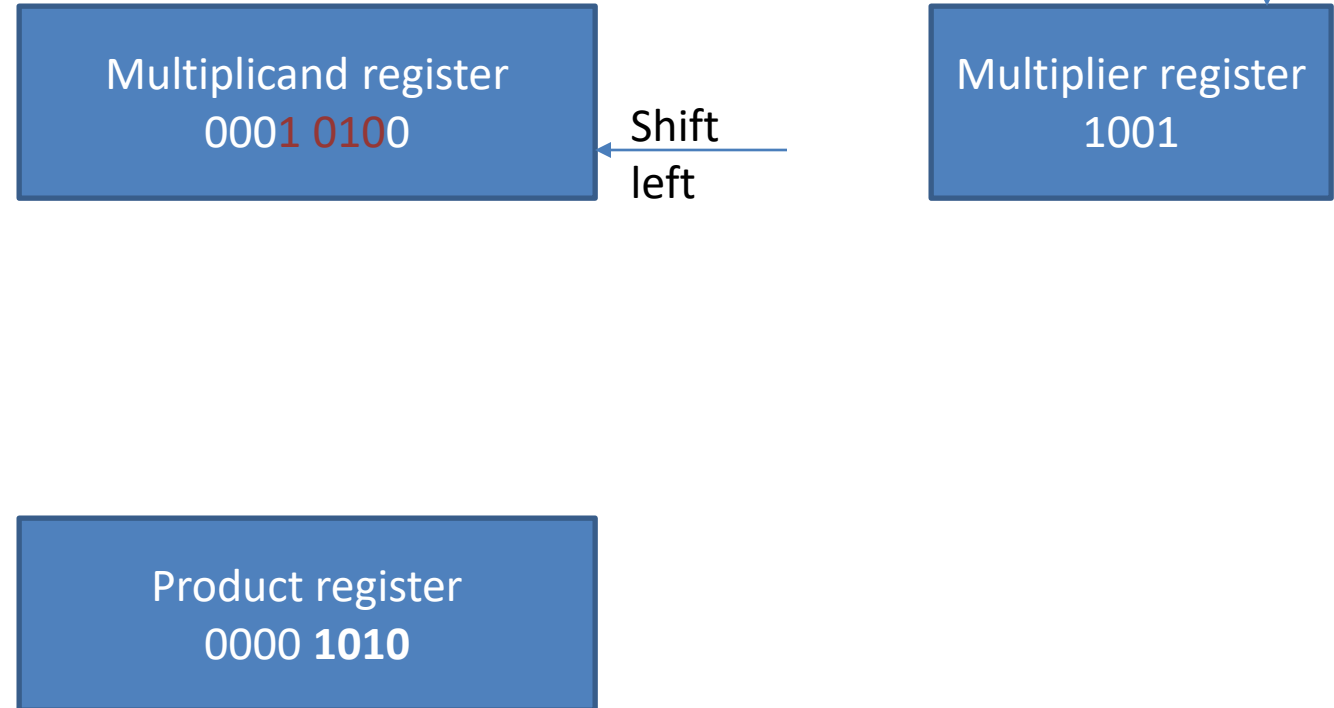 Multiplicand register
0001 0100
Shift
left
Multiplier register
1001
Product register
0000 1010